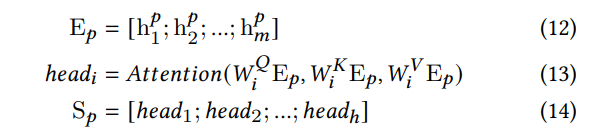 E_p = [h_1^p; h_2^p; ...; h_m^p] (12)
head_i = Attention(W_i^Q E_p, W_i^K E_p, W_i^V E_p) (13)
S_p = [head_1; head_2; ...; head_h] (14)